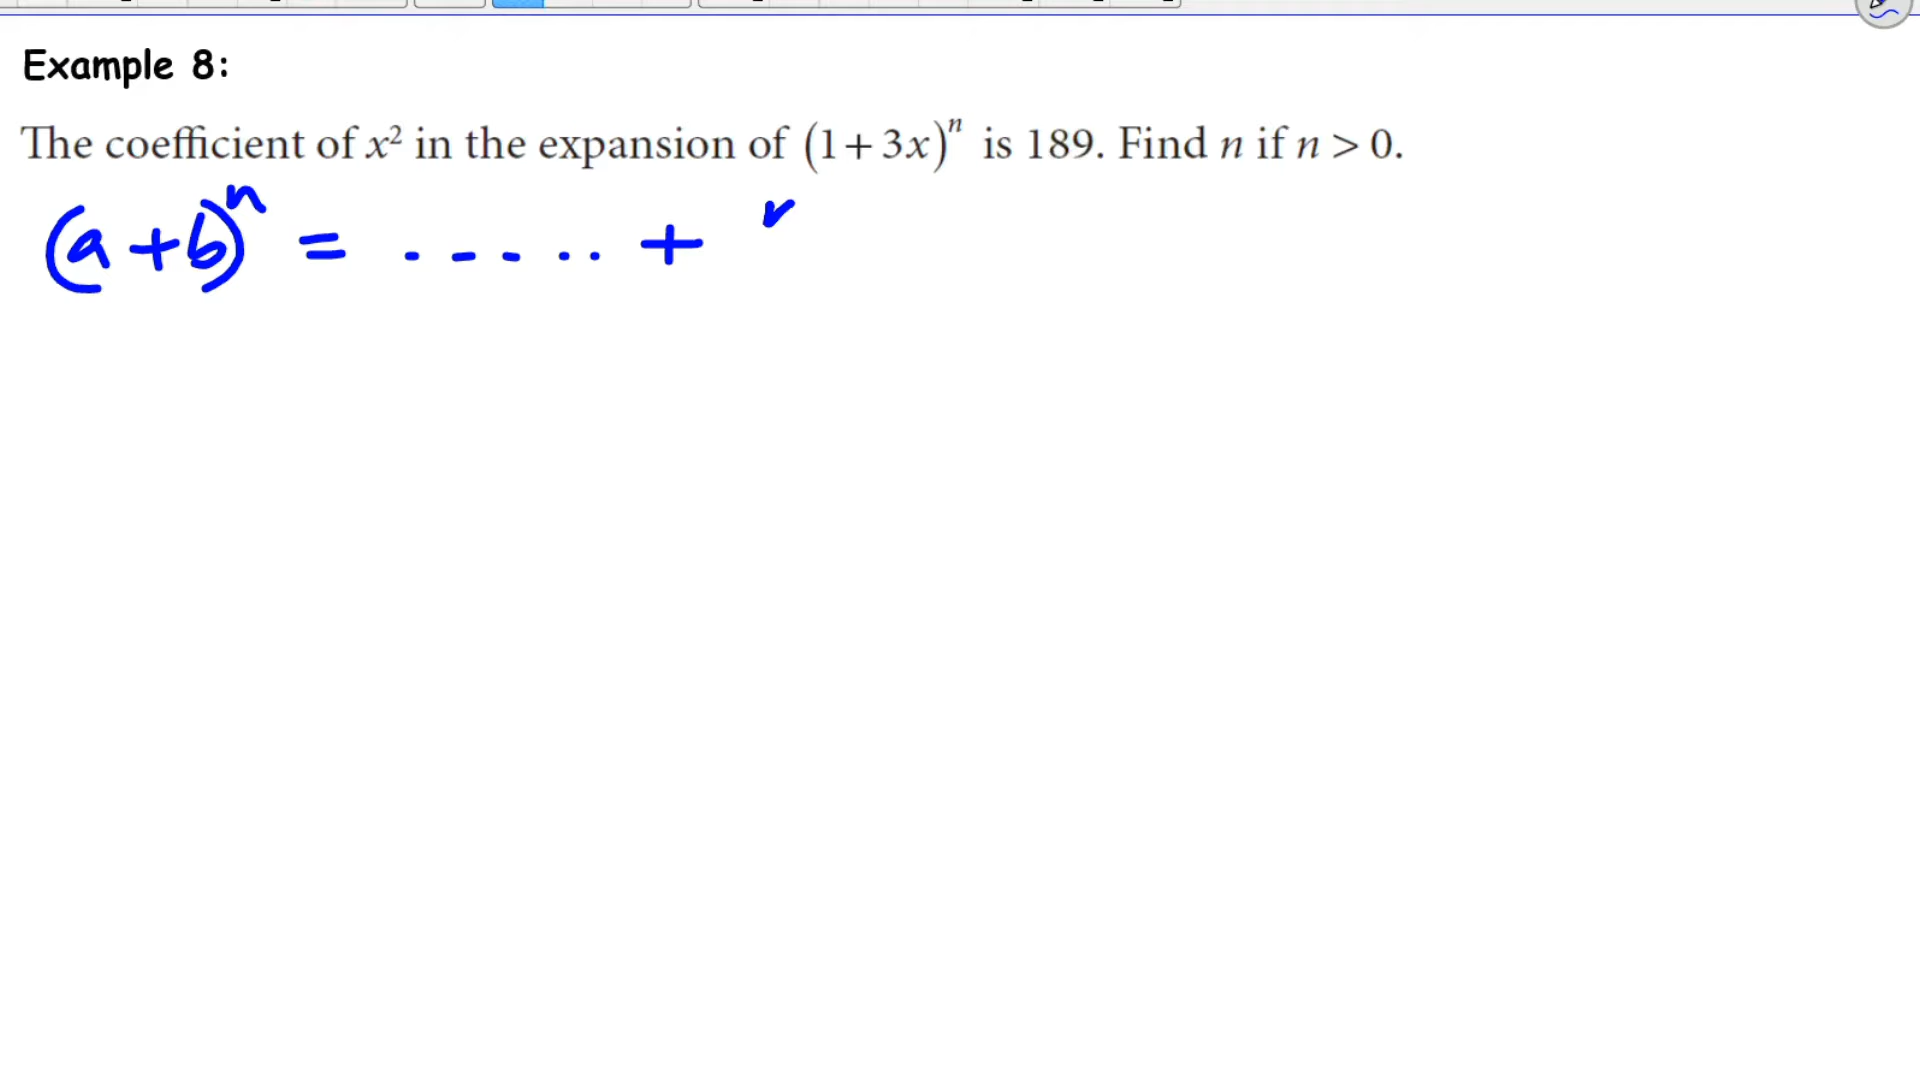 Example 8:
The coefficient of x² in the expansion of (1+3x)ⁿ is 189. Find n if n > 0.
(a+b)ⁿ = ..... +